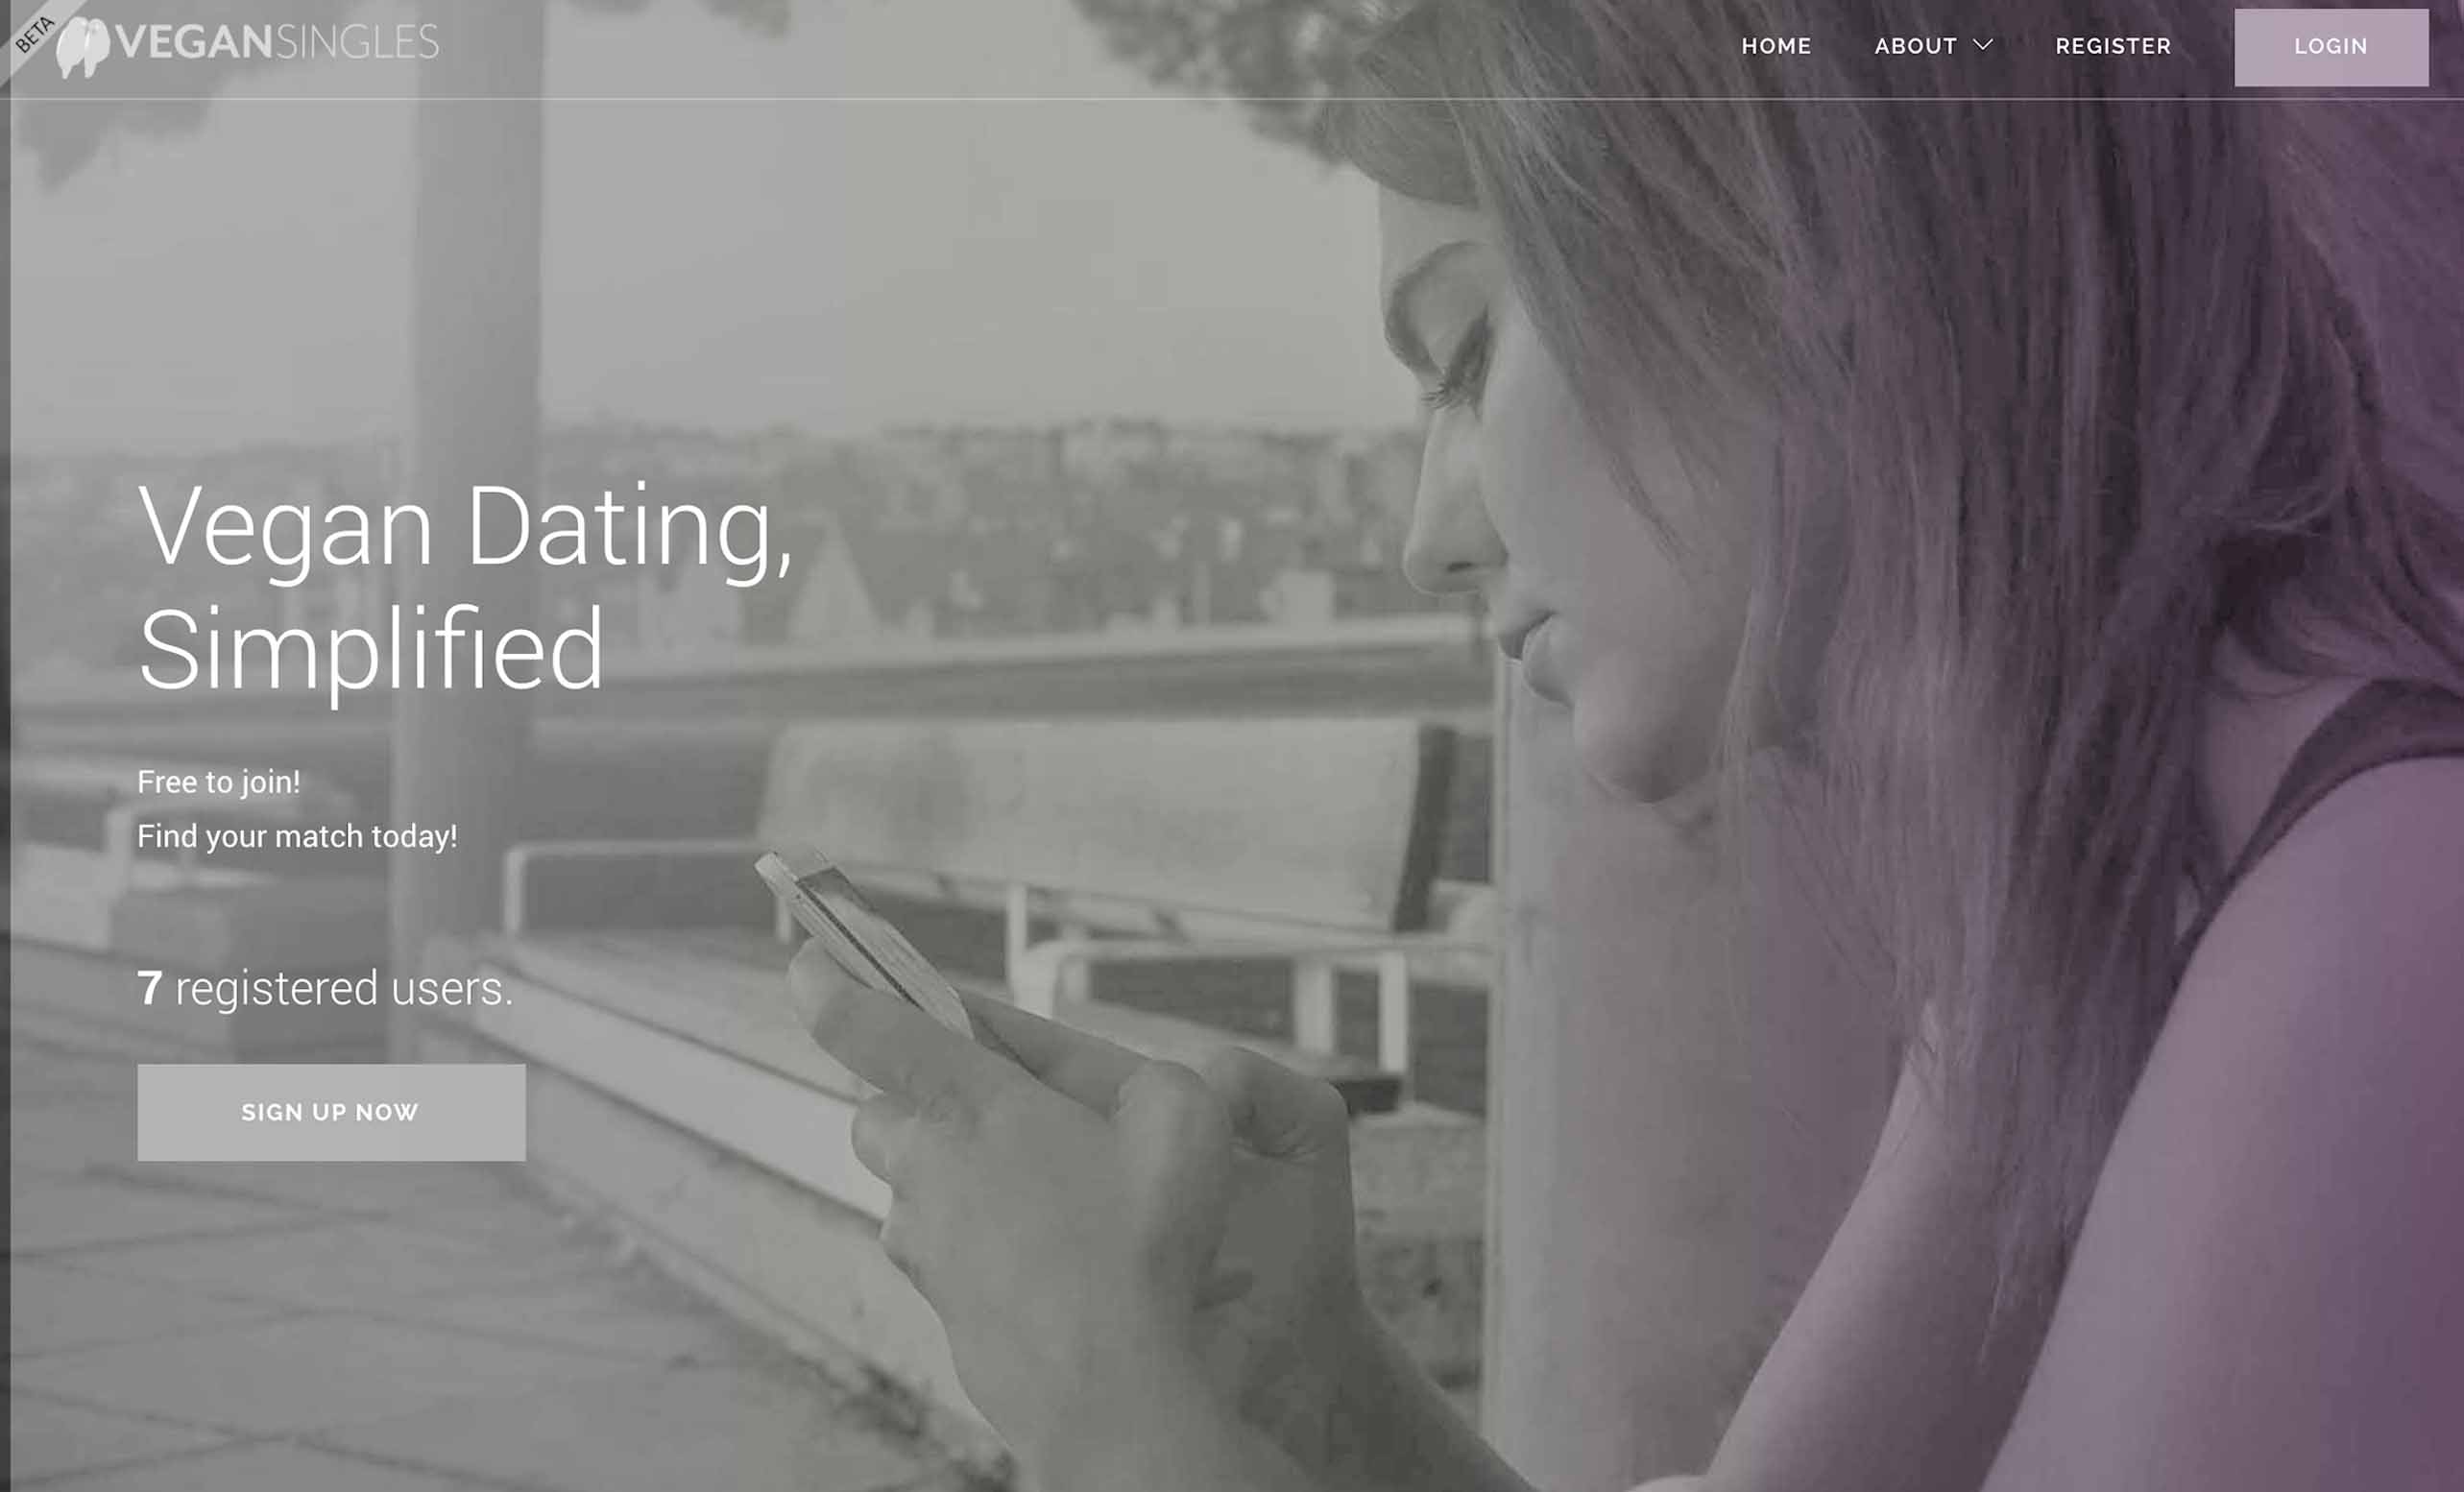 BETA
VEGANSINGLES
HOME
ABOUT
REGISTER
LOGIN
Vegan Dating,
Simplified
Free to join!
Find your match today!
7 registered users.
SIGN UP NOW